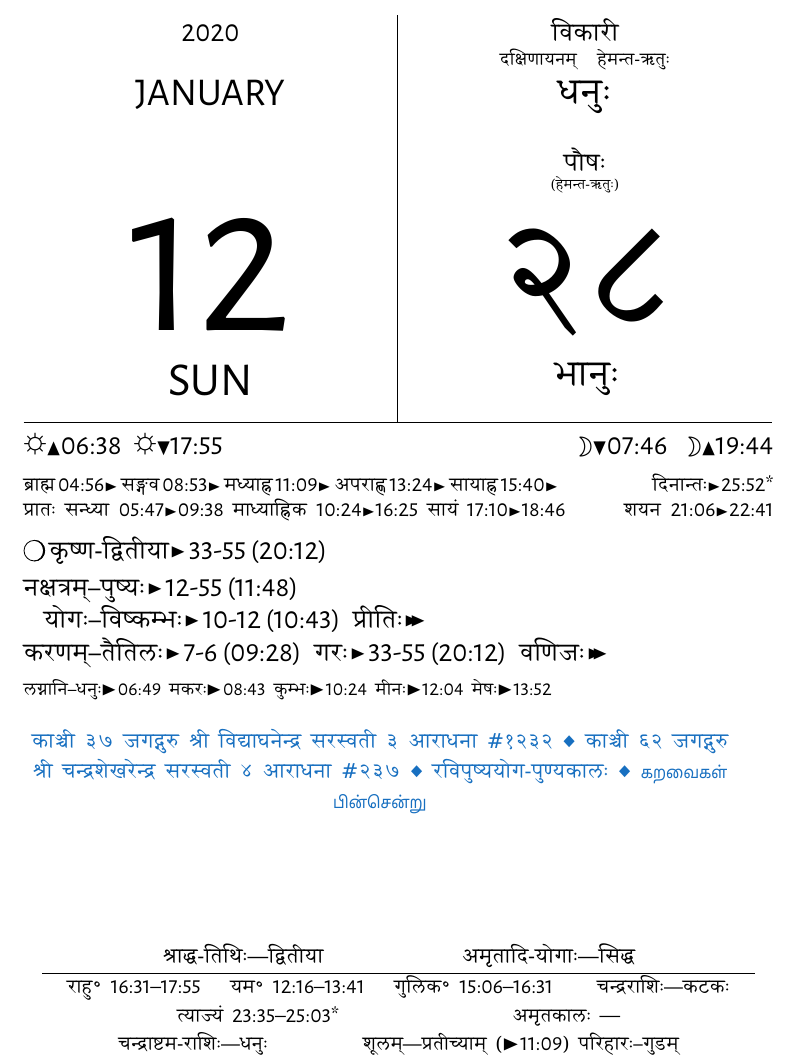 2020
JANUARY
12
SUN
विकारी
दक्षिणायनम् हेमन्त-ऋतुः
धनुः
पौषः
(हेमन्त-ऋतुः)
२८
भानुः
☼▲06:38 ☼▼17:55 ☽▼07:46 ☽▲19:44
ब्राह्म 04:56► सङ्गव 08:53► मध्याह्न 11:09► अपराह्ण 13:24► सायाह्न 15:40► दिनान्तः►25:52*
प्रातः सन्ध्या 05:47►09:38 माध्याह्निक 10:24►16:25 सायं 17:10►18:46 शयन 21:06►22:41
❍कृष्ण-द्वितीया►33-55 (20:12)
नक्षत्रम्–पुष्यः►12-55 (11:48)
योगः–विष्कम्भः►10-12 (10:43) प्रीतिः►►
करणम्–तैतिलः►7-6 (09:28) गरः►33-55 (20:12) वणिजः►►
लग्नानि–धनुः►06:49 मकरः►08:43 कुम्भः►10:24 मीनः►12:04 मेषः►13:52
काञ्ची ३७ जगद्गुरु श्री विद्याघनेन्द्र सरस्वती ३ आराधना #१२३२ ♦ काञ्ची ६२ जगद्गुरु
श्री चन्द्रशेखरेन्द्र सरस्वती ४ आराधना #२३७ ♦ रविपुष्ययोग-पुण्यकालः ♦ கறவைகள்
பின்சென்று
श्राद्ध-तिथिः—द्वितीया अमृतादि-योगाः—सिद्ध
राहु॰ 16:31–17:55 यम॰ 12:16–13:41 गुलिक॰ 15:06–16:31 चन्द्रराशिः—कटकः
त्याज्यं 23:35–25:03* अमृतकालः —
चन्द्राष्टम-राशिः—धनुः शूलम्—प्रतीच्याम् (►11:09) परिहारः–गुडम्